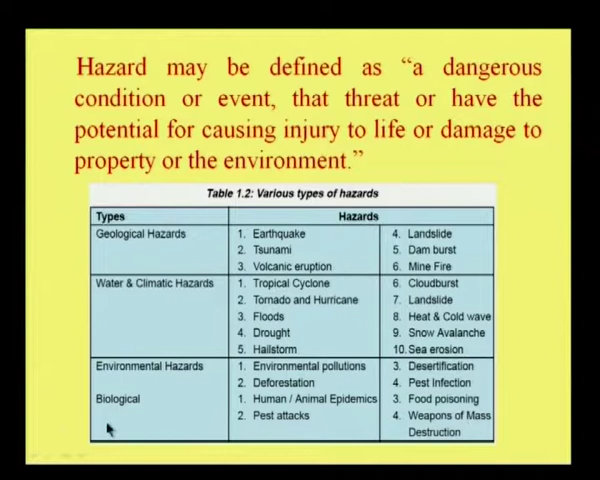 Hazard may be defined as “a dangerous
condition or event, that threat or have the
potential for causing injury to life or damage to
property or the environment.”
Table 1.2: Various types of hazards
Types Hazards
Geological Hazards 1. Earthquake 4. Landslide
2. Tsunami 5. Dam burst
3. Volcanic eruption 6. Mine Fire
Water & Climatic Hazards 1. Tropical Cyclone 6. Cloudburst
2. Tornado and Hurricane 7. Landslide
3. Floods 8. Heat & Cold wave
4. Drought 9. Snow Avalanche
5. Hailstorm 10. Sea erosion
Environmental Hazards 1. Environmental pollutions 3. Desertification
2. Deforestation 4. Pest Infection
Biological 1. Human / Animal Epidemics 3. Food poisoning
2. Pest attacks 4. Weapons of Mass
Destruction